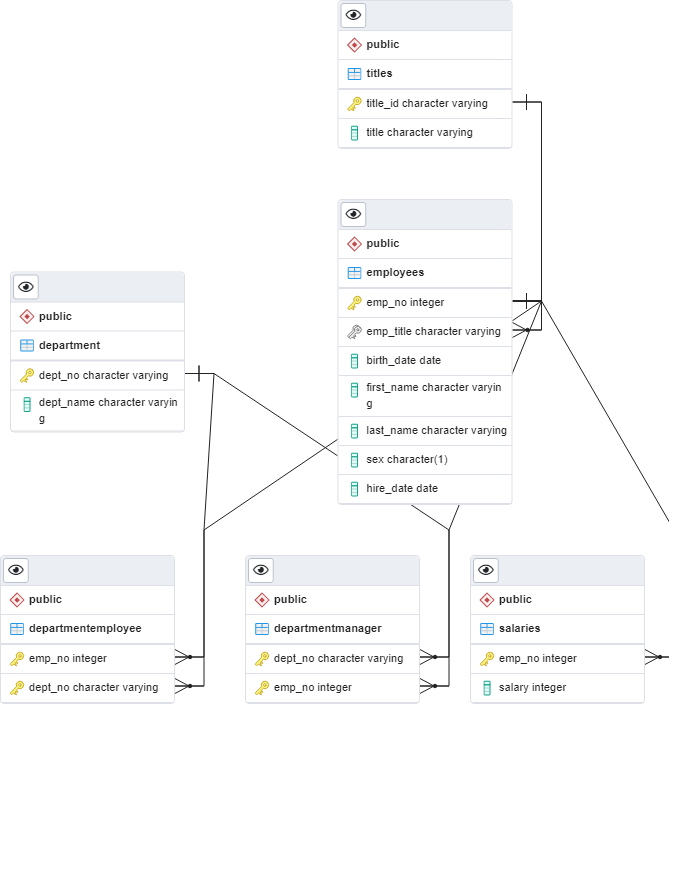 public
titles
title_id character varying
title character varying
public
employees
emp_no integer
emp_title character varying
birth_date date
first_name character varyin
g
last_name character varying
sex character(1)
hire_date date
public
department
dept_no character varying
dept_name character varyin
g
public
departmentemployee
emp_no integer
dept_no character varying
public
departmentmanager
dept_no character varying
emp_no integer
public
salaries
emp_no integer
salary integer